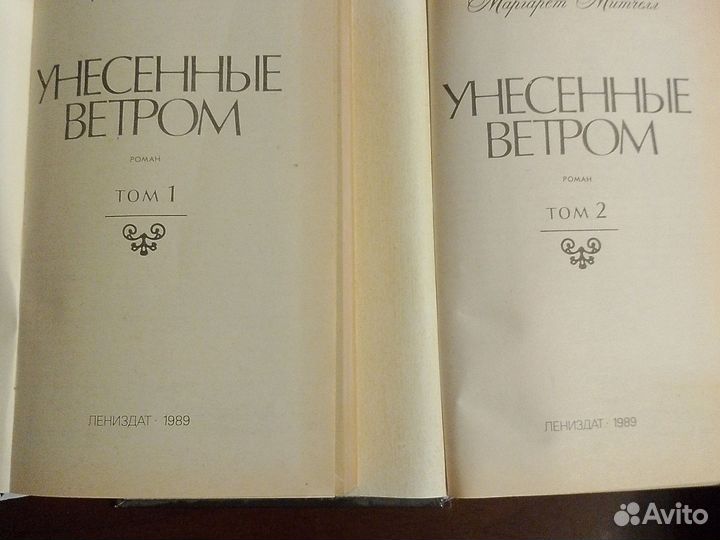 УНЕСЕННЫЕ
ВЕТРОМ
РОМАН
ТОМ 1
ЛЕНИЗДАТ · 1989
Маргарет Митчелл
УНЕСЕННЫЕ
ВЕТРОМ
РОМАН
ТОМ 2
ЛЕНИЗДАТ · 1989
Avito